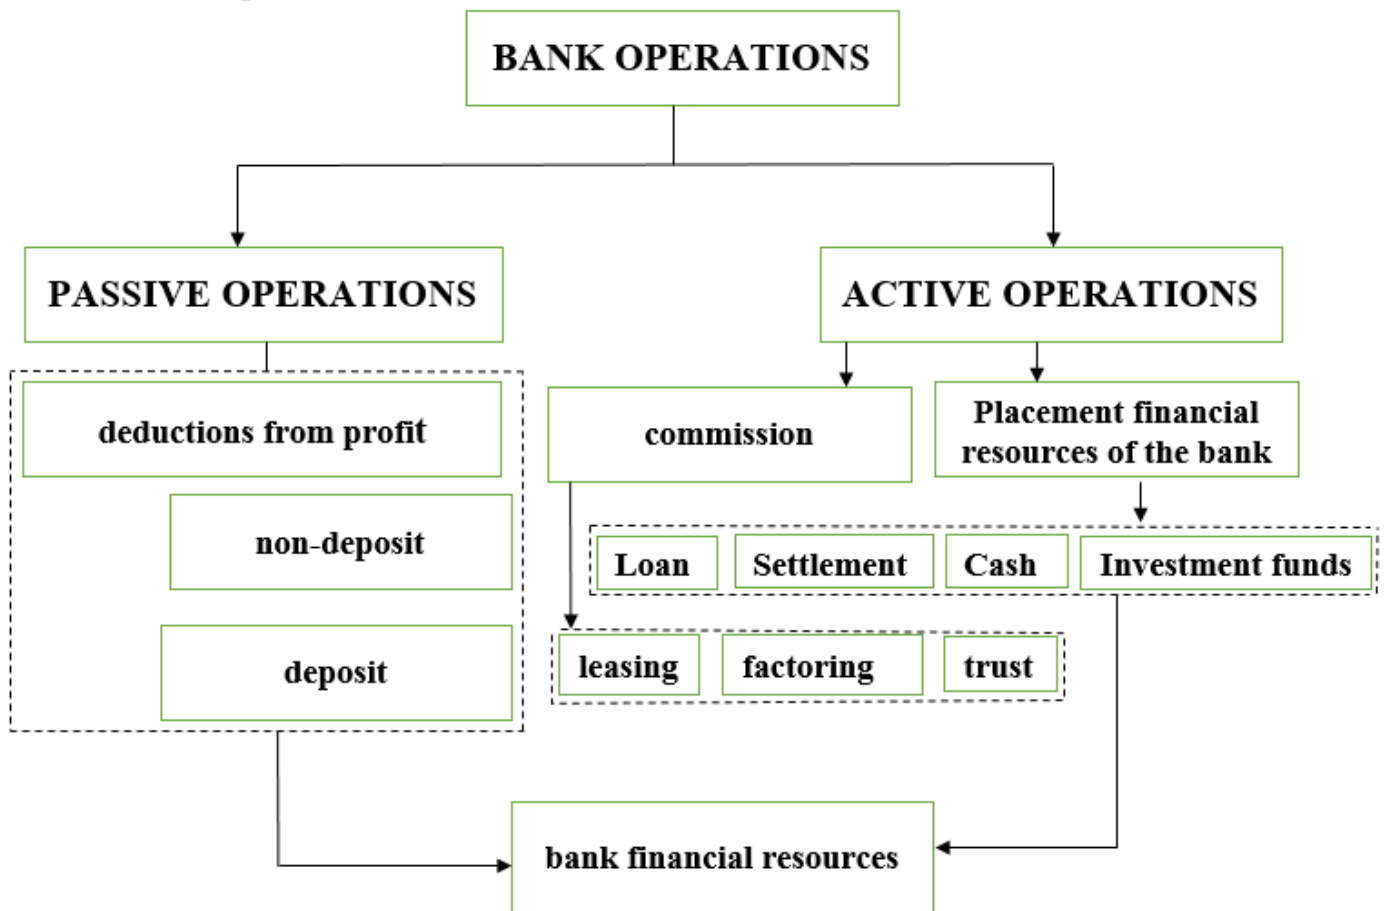 BANK OPERATIONS
PASSIVE OPERATIONS
ACTIVE OPERATIONS
deductions from profit
non-deposit
deposit
commission
Placement financial
resources of the bank
Loan
Settlement
Cash
Investment funds
leasing
factoring
trust
bank financial resources